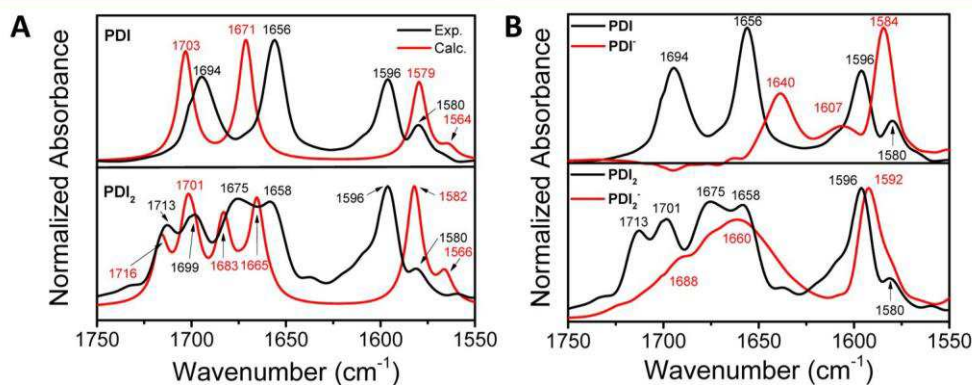 A
Normalized Absorbance
PDI
1703
1694
1671
1656
1596
1579
1580
1564
Exp.
Calc.
PDI₂
1713
1701
1675
1658
1596
1582
1580
1716
1699
1683
1665
1566
1750 1700 1650 1600 1550
Wavenumber (cm⁻¹)
B
Normalized Absorbance
PDI
PDI⁻
1694
1656
1640
1607
1596
1584
1580
PDI₂
PDI₂⁻
1713
1701
1675
1658
1688
1660
1596
1592
1580
1750 1700 1650 1600 1550
Wavenumber (cm⁻¹)